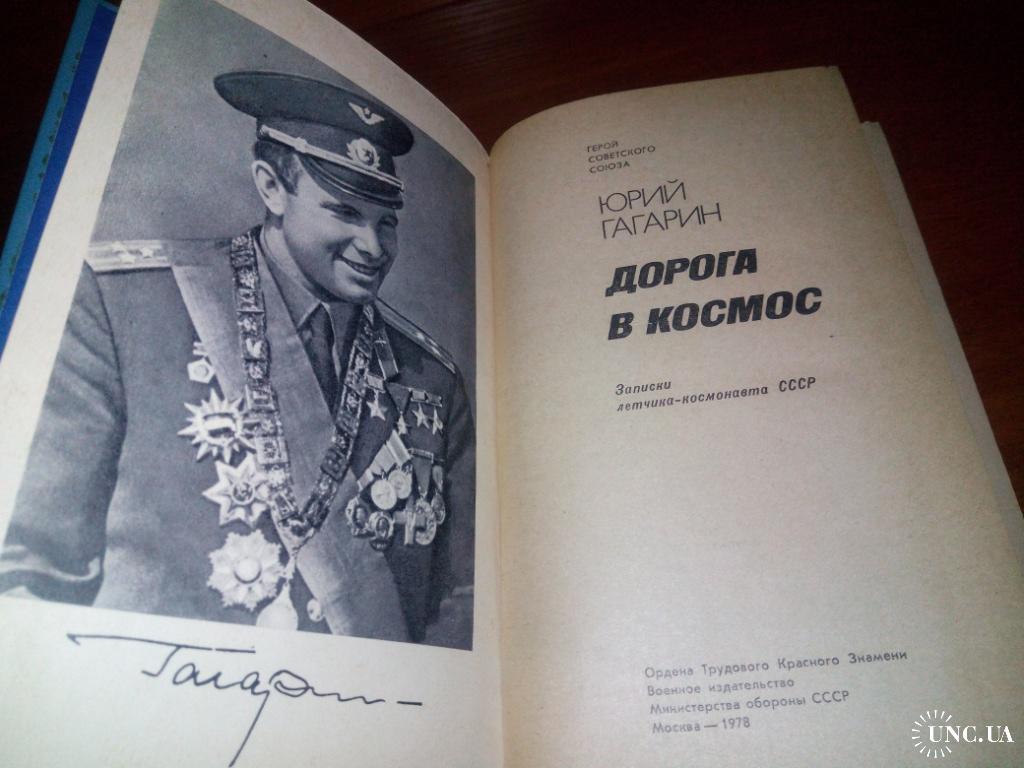 Гагарин
ГЕРОЙ
СОВЕТСКОГО
СОЮЗА
ЮРИЙ
ГАГАРИН
ДОРОГА
В КОСМОС
Записки
летчика-космонавта СССР
Ордена Трудового Красного Знамени
Военное издательство
Министерства обороны СССР
Москва — 1978
UNC.UA